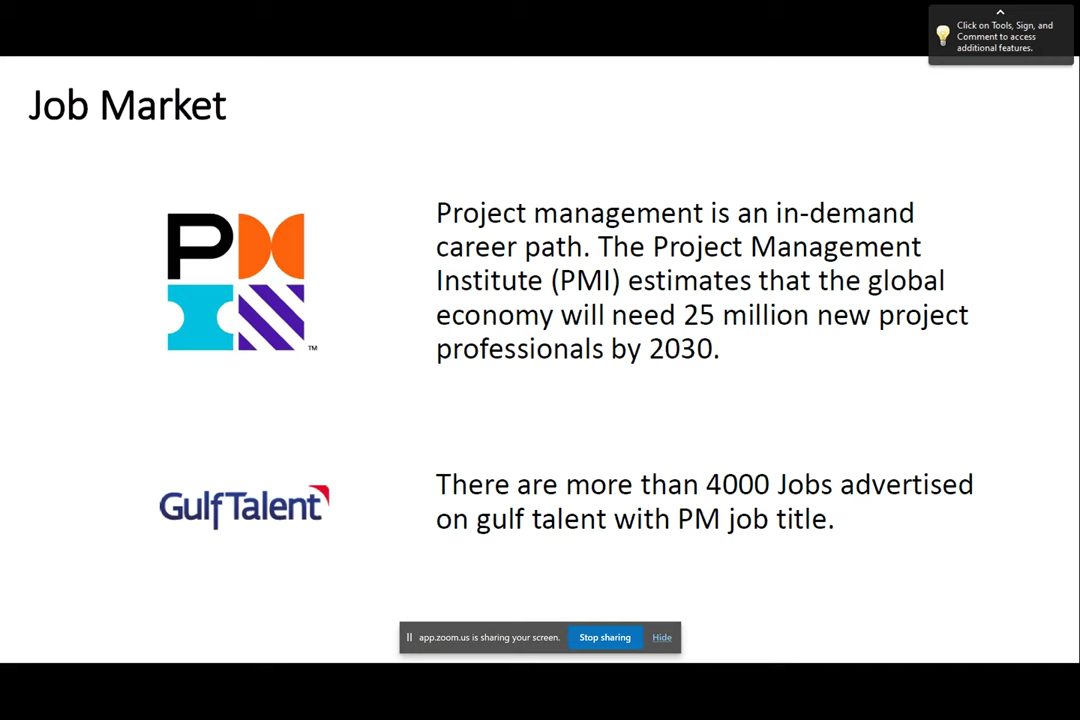 Click on Tools, Sign, and
Comment to access
additional features.
Job Market
PM
TM
Project management is an in-demand
career path. The Project Management
Institute (PMI) estimates that the global
economy will need 25 million new project
professionals by 2030.
GulfTalent
There are more than 4000 Jobs advertised
on gulf talent with PM job title.
app.zoom.us is sharing your screen. Stop sharing Hide